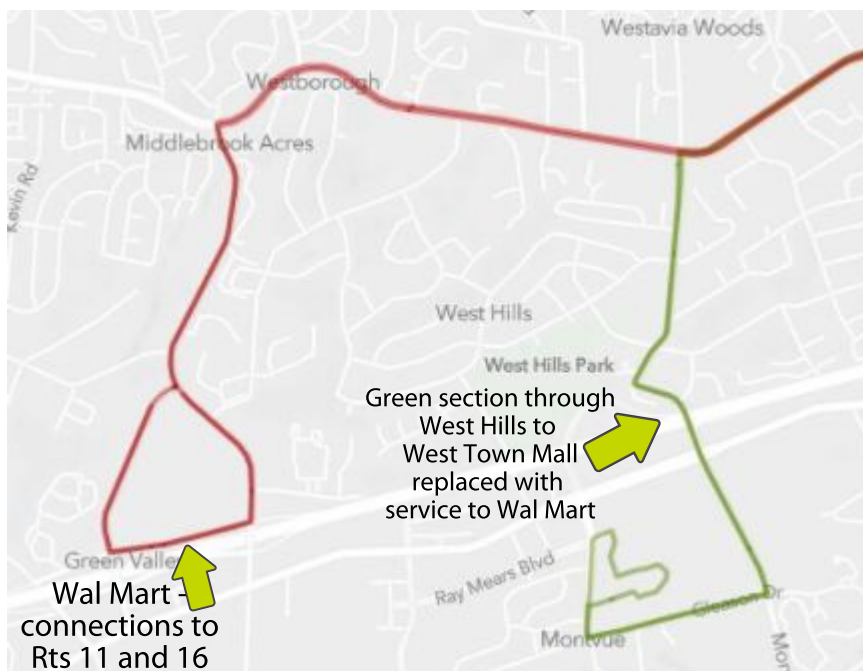 Westavia Woods
Westborough
Middlebrook Acres
Kevin Rd
West Hills
West Hills Park
Green section through
West Hills to
West Town Mall
replaced with
service to Wal Mart
Green Valley
Ray Mears Blvd
Wal Mart -
connections to
Rts 11 and 16
Gleason Dr
Montvue